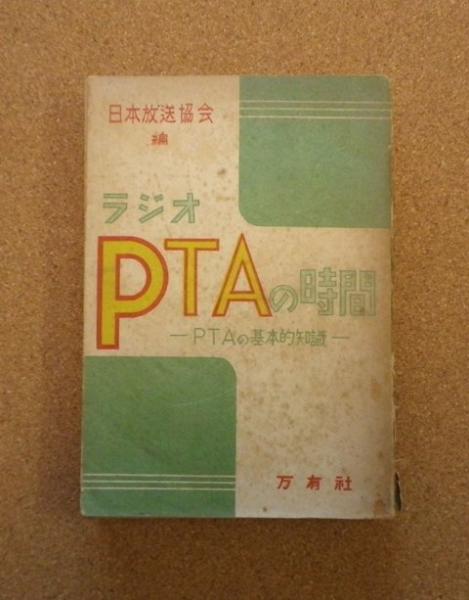 日本放送協会
編
ラジオ
PTAの時間
—PTAの基本的知識—
万有社